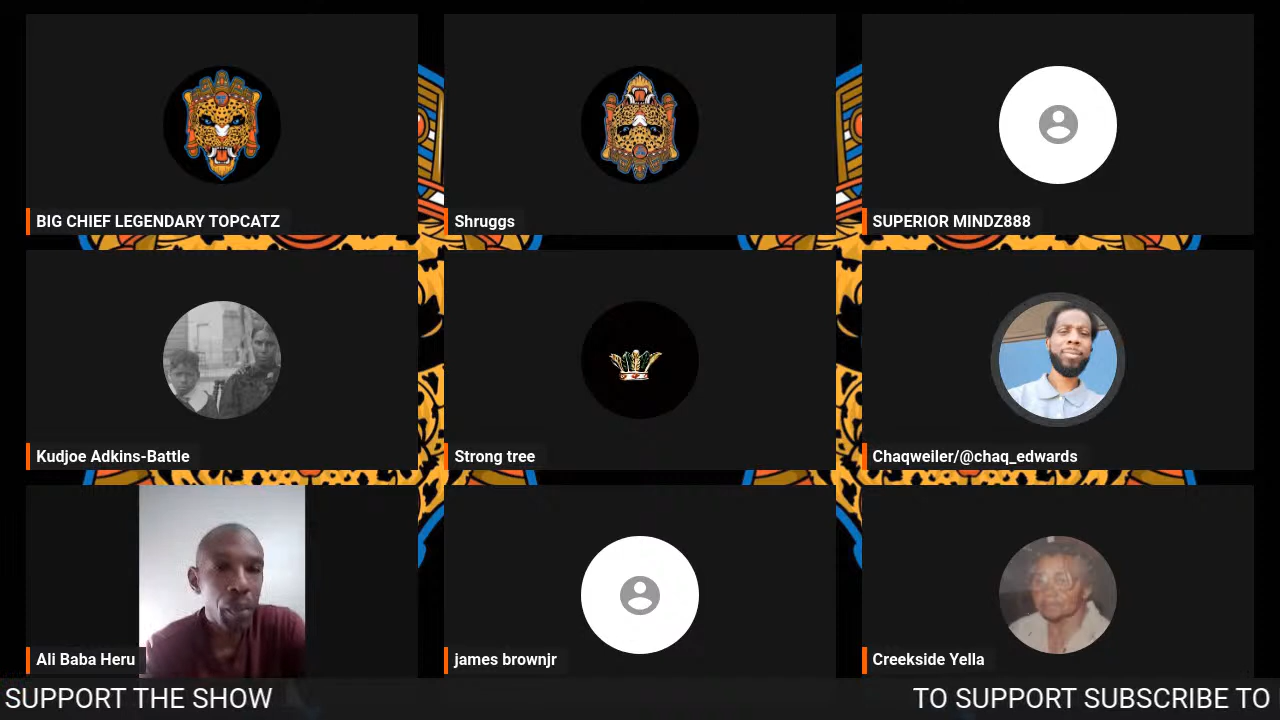 BIG CHIEF LEGENDARY TOPCATZ
Shruggs
SUPERIOR MINDZ888
Kudjoe Adkins-Battle
Strong tree
Chaqweiler/@chaq_edwards
Ali Baba Heru
james brownjr
Creekside Yella
SUPPORT THE SHOW
TO SUPPORT SUBSCRIBE TO